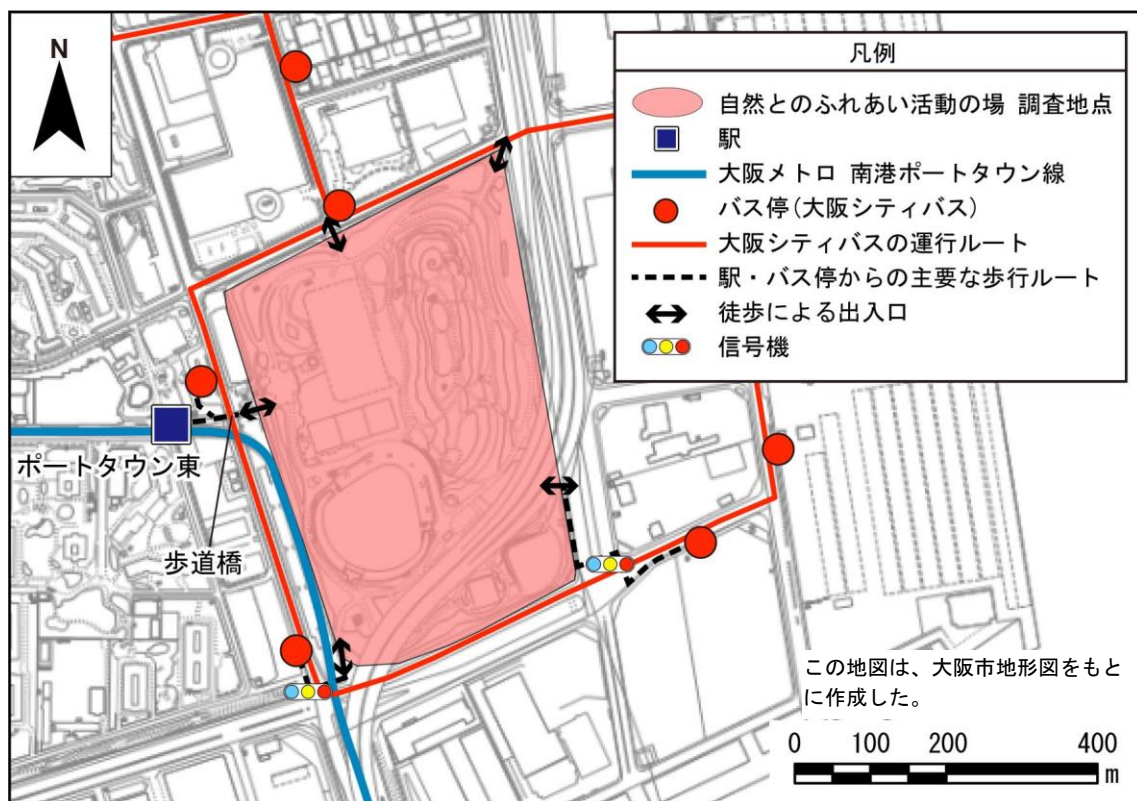 N
凡例
自然とのふれあい活動の場 調査地点
駅
大阪メトロ 南港ポートタウン線
バス停(大阪シティバス)
大阪シティバスの運行ルート
駅・バス停からの主要な歩行ルート
徒歩による出入口
信号機
ポートタウン東
歩道橋
この地図は、大阪市地形図をもと
に作成した。
0 100 200 400
m